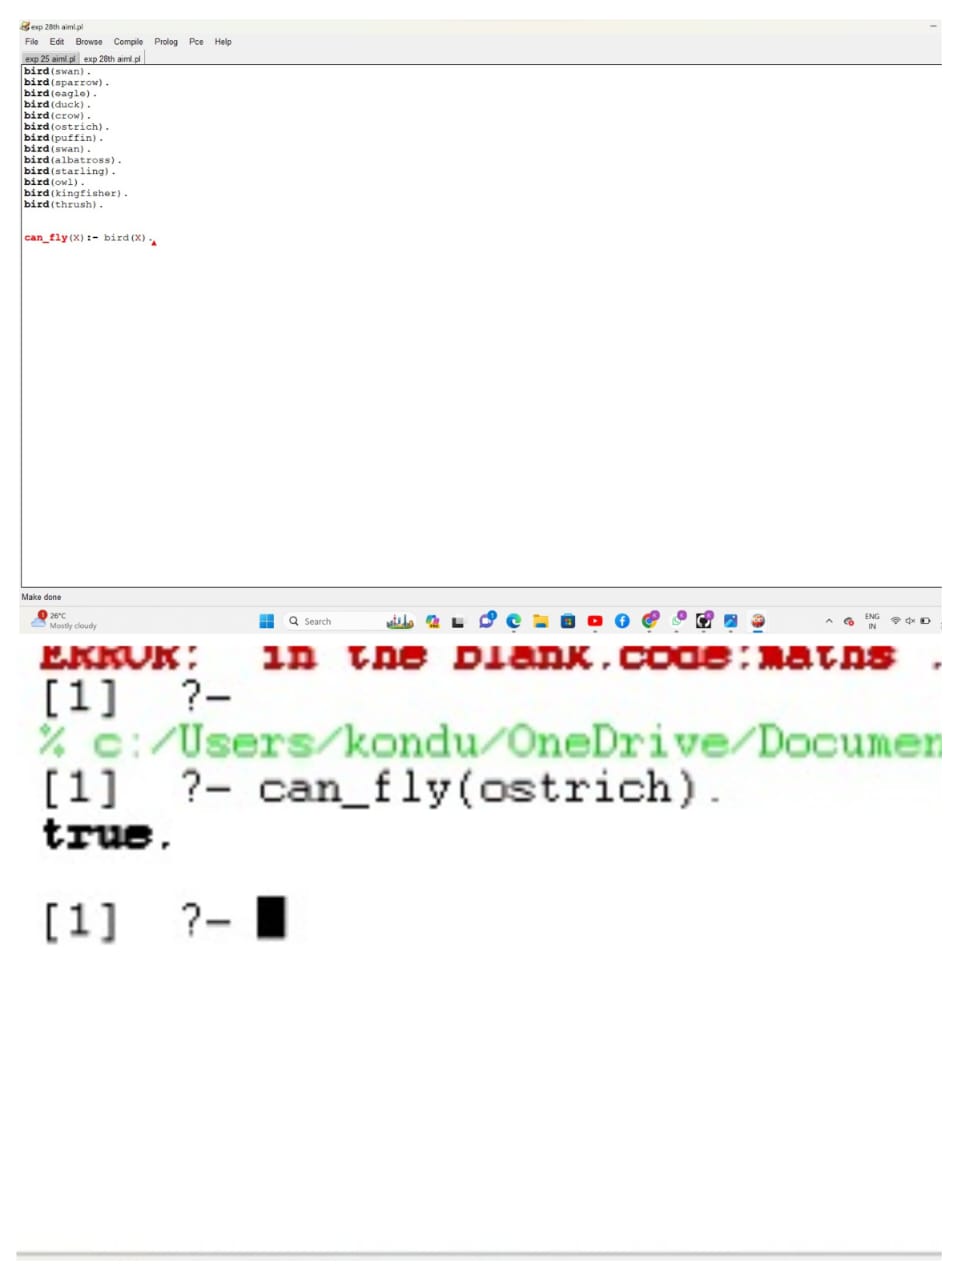 exp 28th aiml.pl
File Edit Browse Compile Prolog Pce Help
exp 25 aiml.pl exp 28th aiml.pl
bird(swan).
bird(sparrow).
bird(eagle).
bird(duck).
bird(crow).
bird(ostrich).
bird(puffin).
bird(swan).
bird(albatross).
bird(starling).
bird(owl).
bird(kingfisher).
bird(thrush).
can_fly(X):- bird(X).
Make done
1
26°C
Mostly cloudy
Search
ENG
IN
ERROR: in the blank.code:maths .
[1] ?-
% c:/Users/kondu/OneDrive/Documen
[1] ?- can_fly(ostrich).
true.
[1] ?-